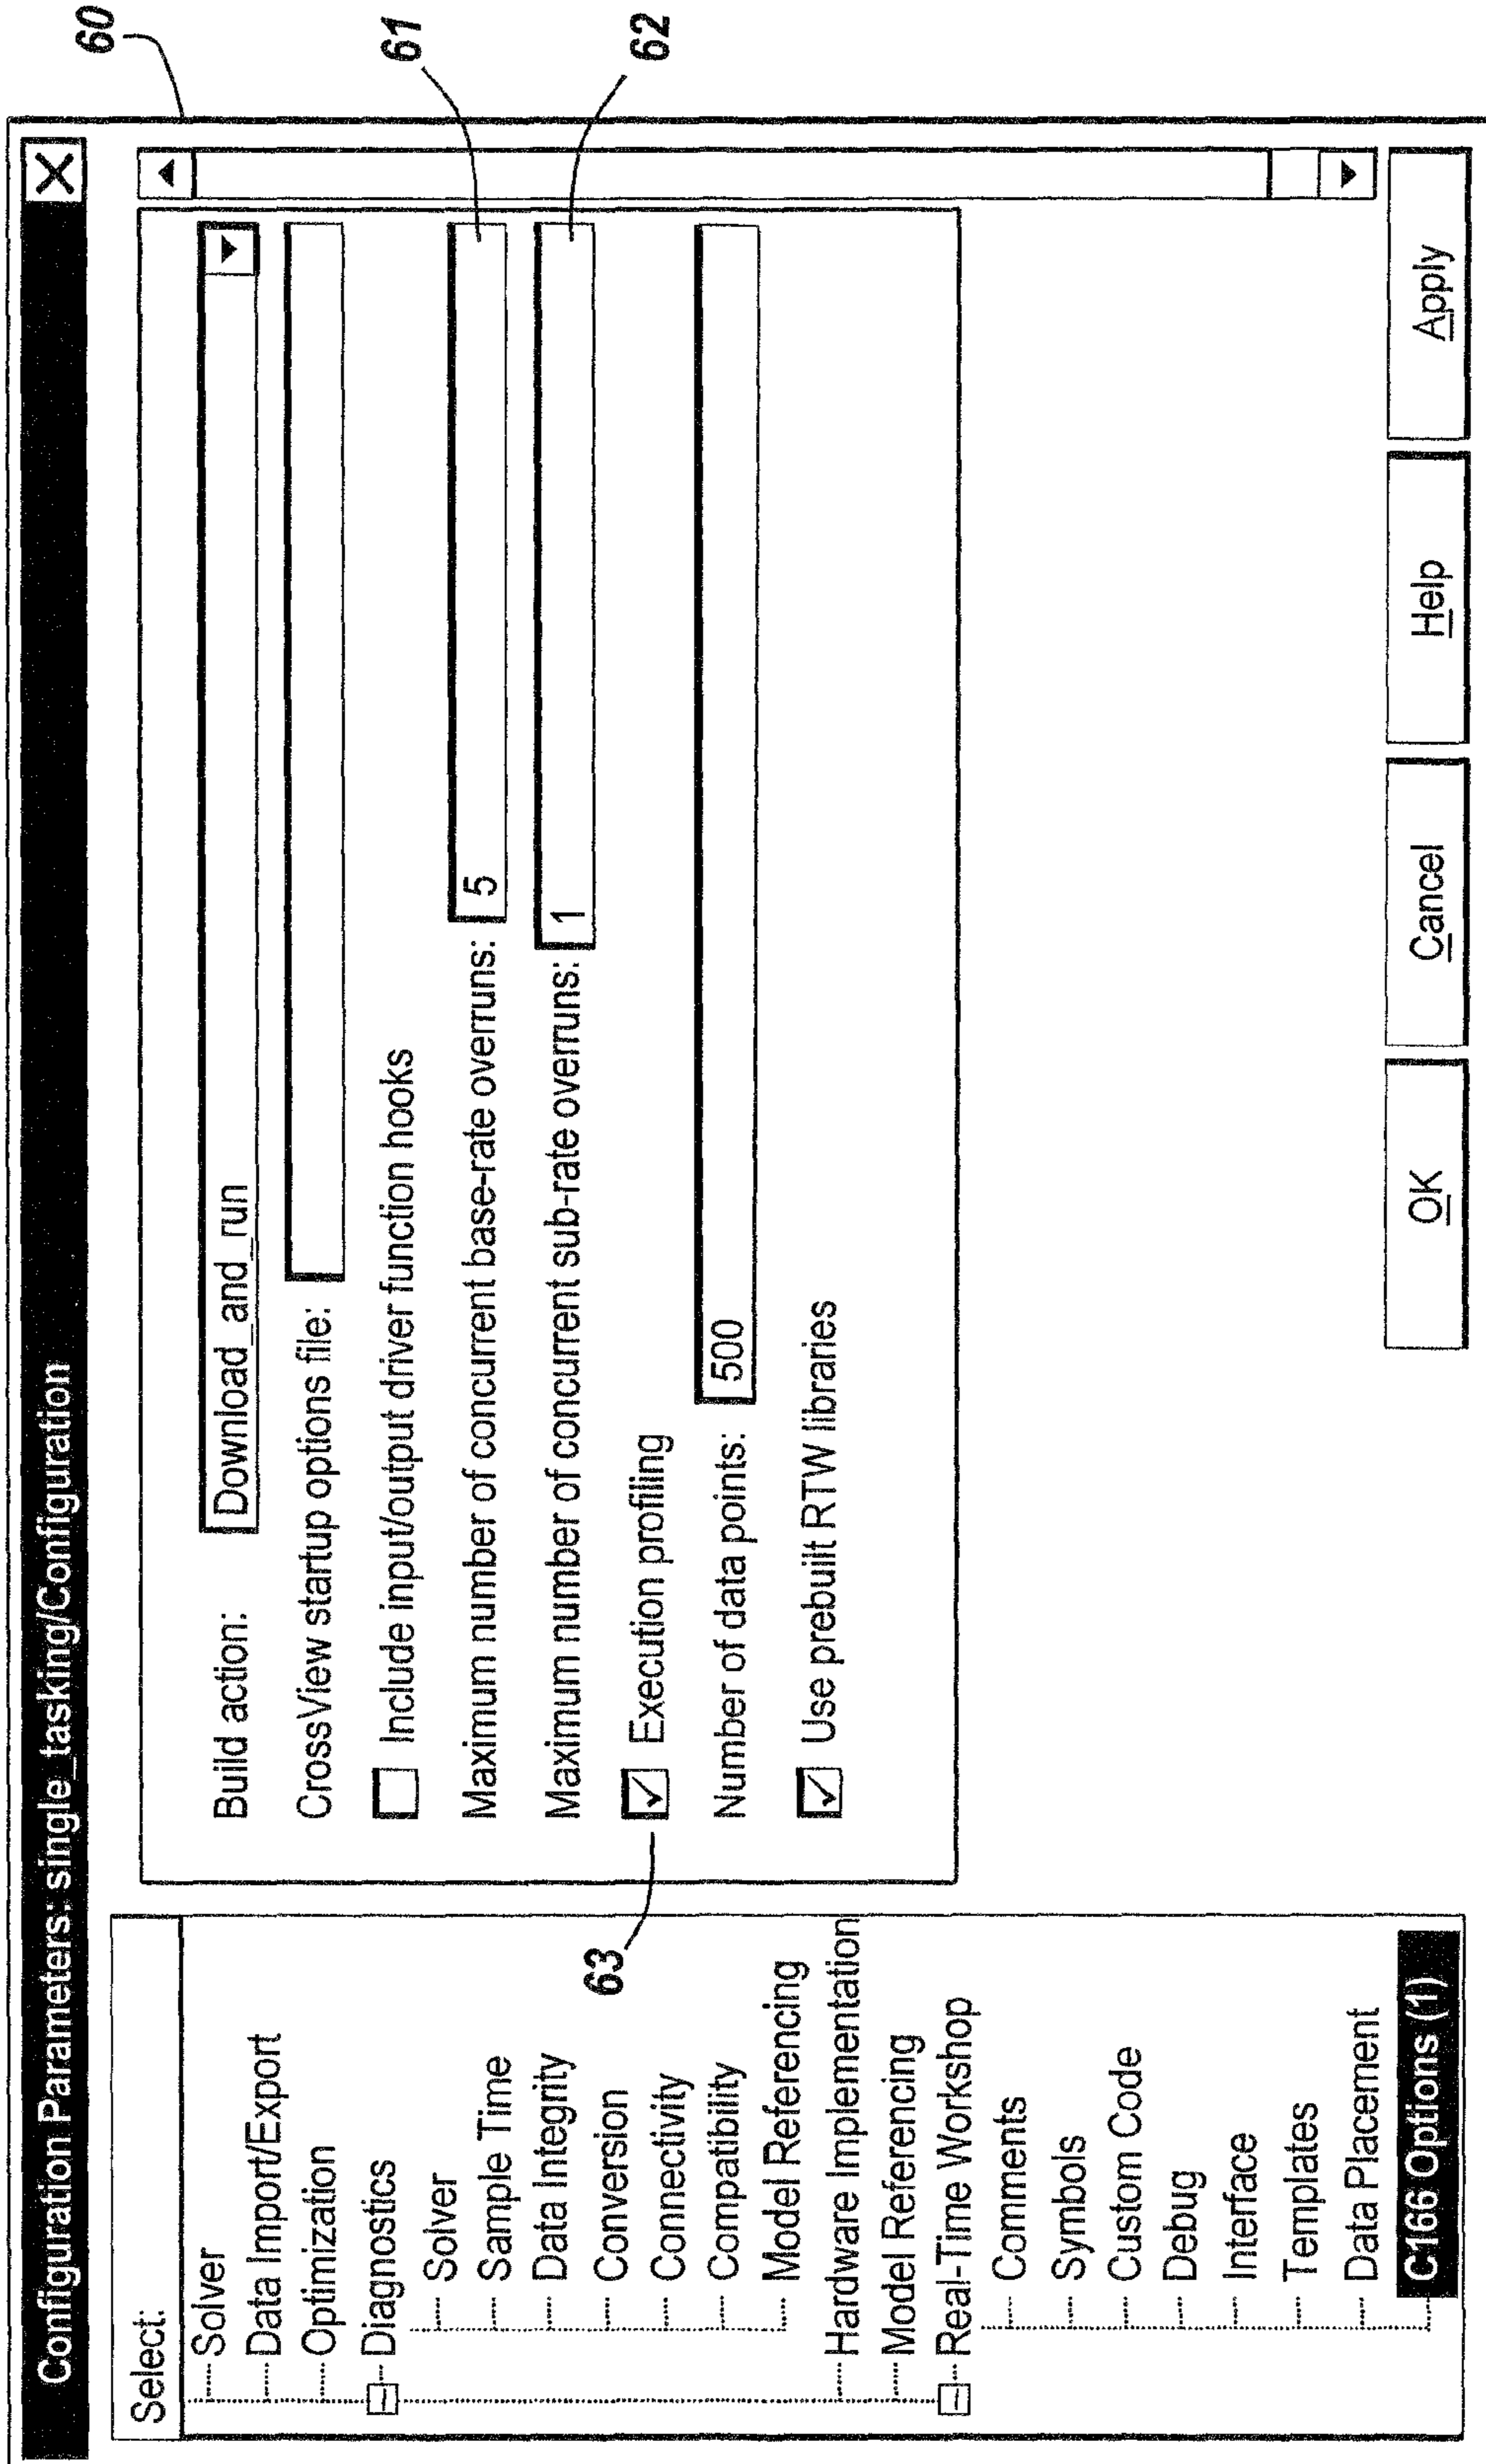 60
Configuration Parameters: single_tasking/Configuration
Select:
Solver
Data Import/Export
Optimization
Diagnostics
Solver
Sample Time
Data Integrity
Conversion
Connectivity
Compatibility
Model Referencing
Hardware Implementation
Model Referencing
Real-Time Workshop
Comments
Symbols
Custom Code
Debug
Interface
Templates
Data Placement
C166 Options (1)
Build action: Download_and_run
CrossView startup options file:
Include input/output driver function hooks
Maximum number of concurrent base-rate overruns: 5
61
Maximum number of concurrent sub-rate overruns: 1
62
63
Execution profiling
Number of data points: 500
Use prebuilt RTW libraries
OK Cancel Help Apply